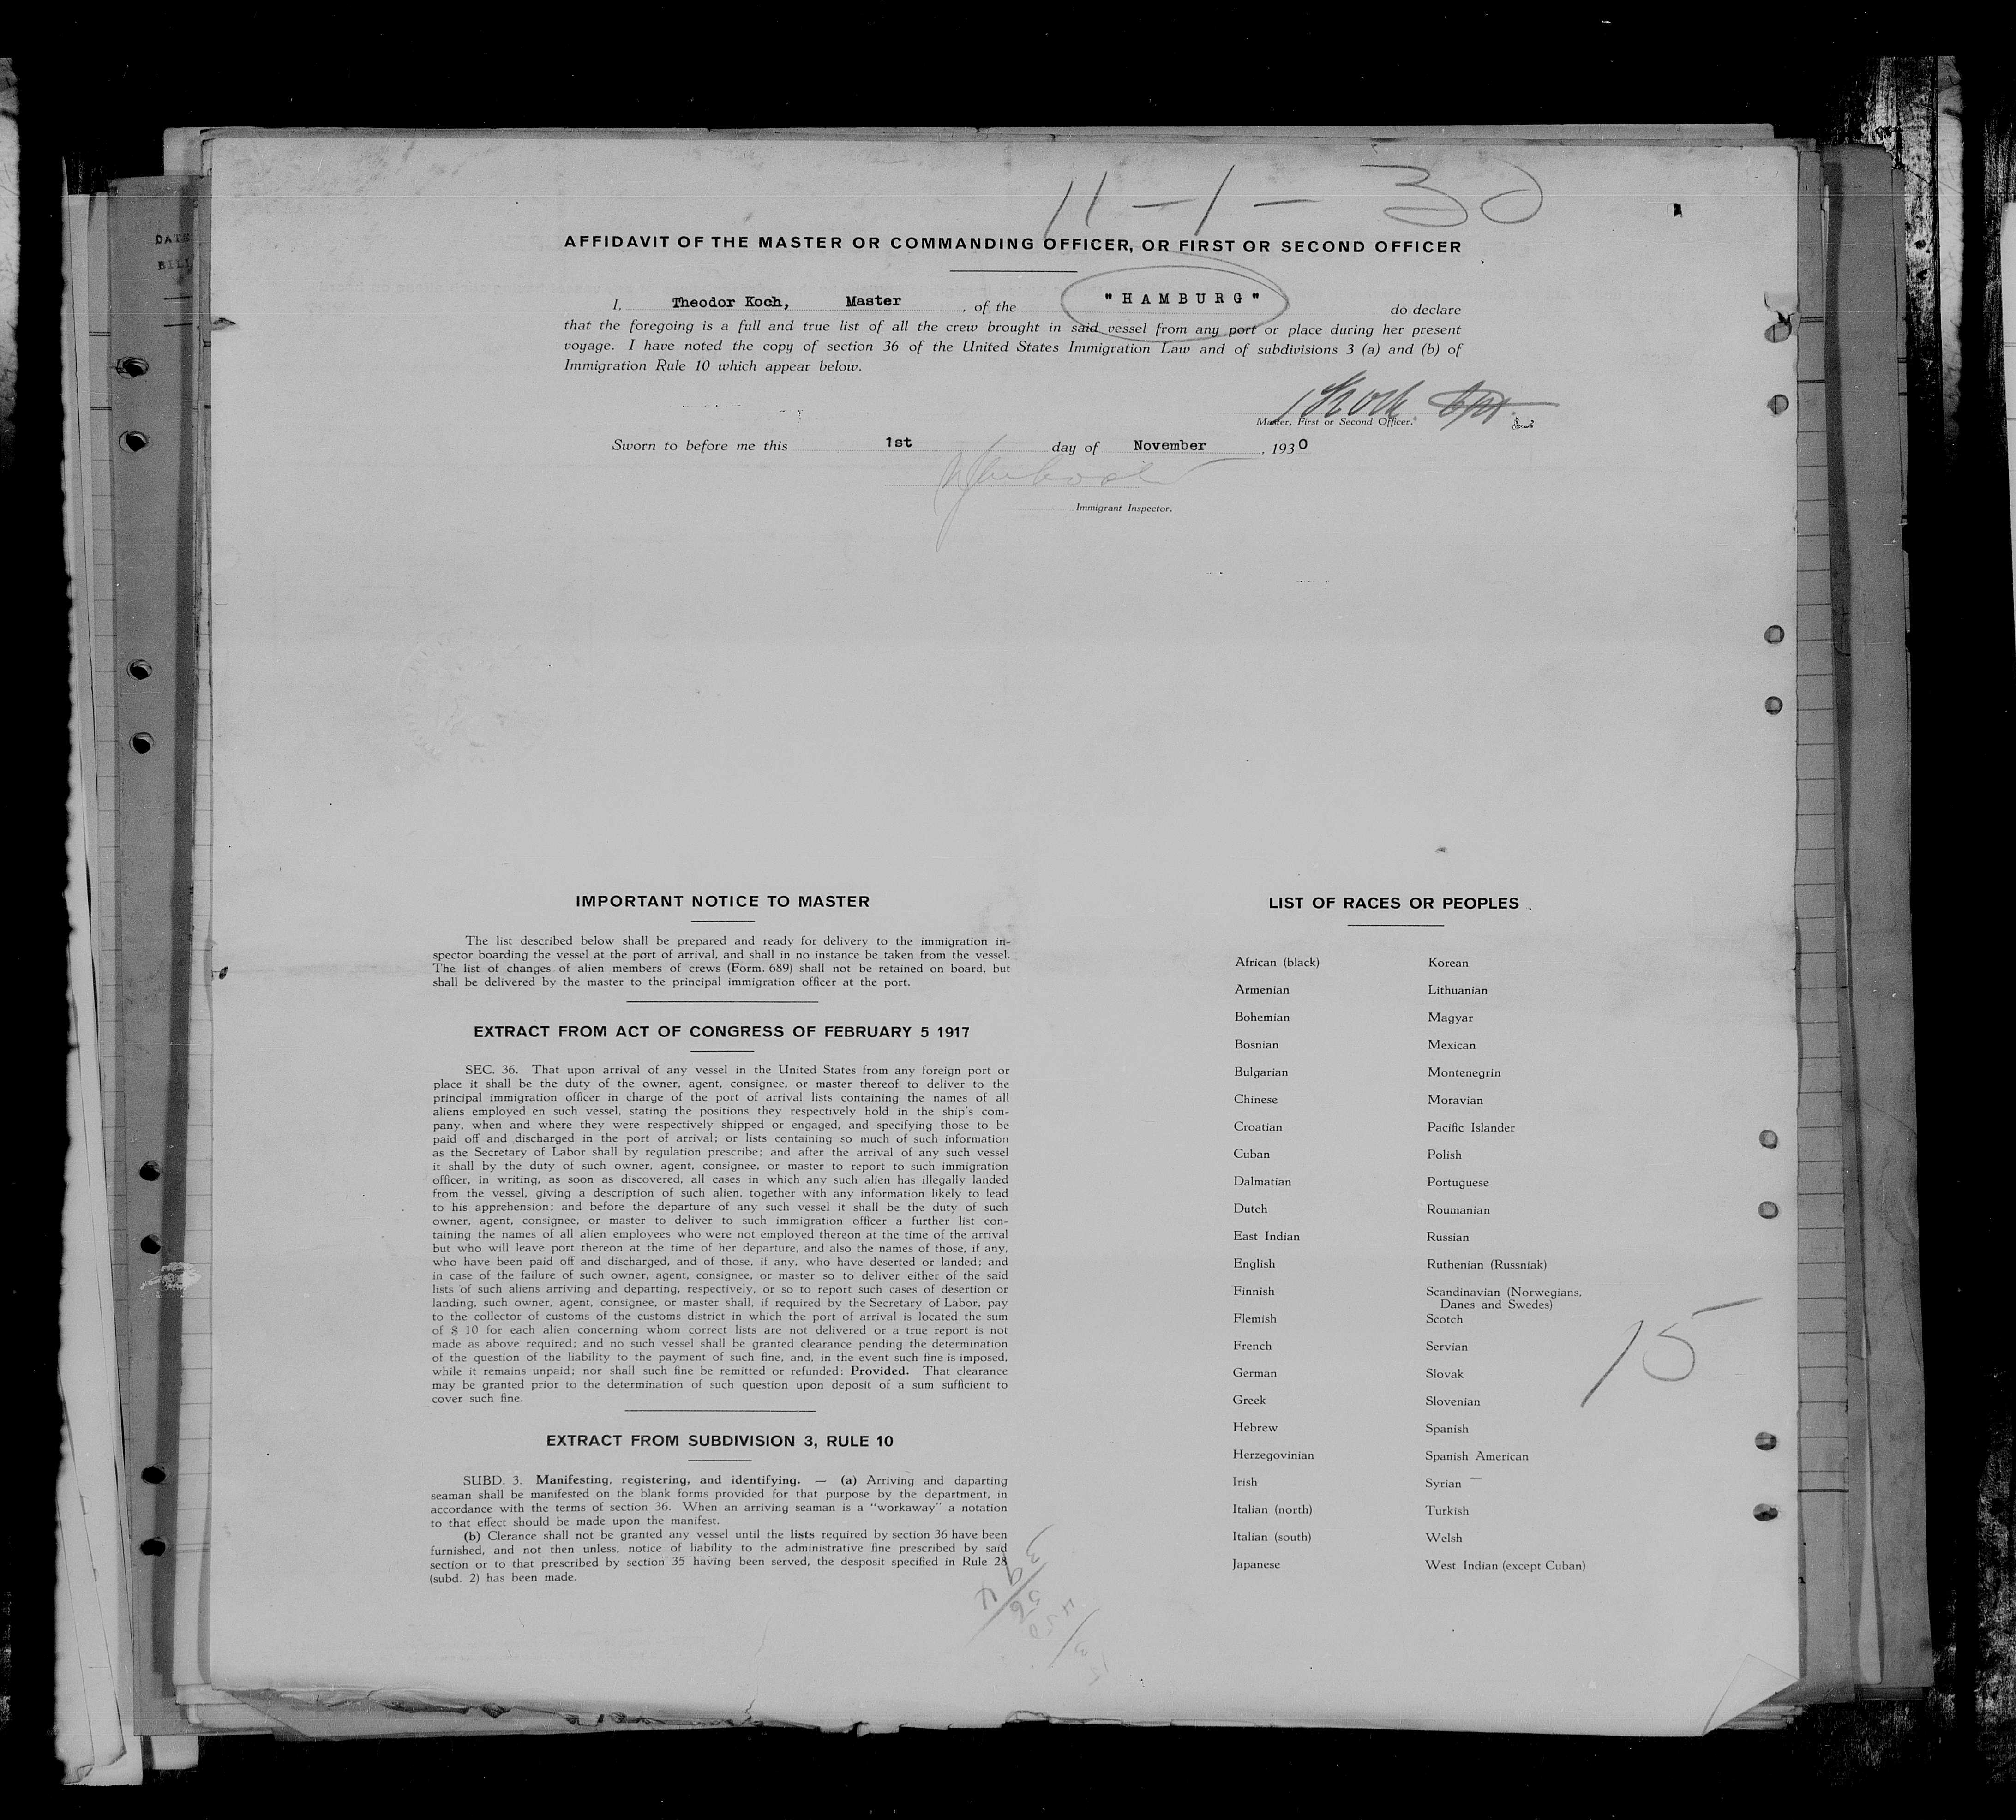 11-1-30
DATE
BILL
AFFIDAVIT OF THE MASTER OR COMMANDING OFFICER, OR FIRST OR SECOND OFFICER
I, Theodor Koch, Master, of the "HAMBURG" do declare
that the foregoing is a full and true list of all the crew brought in said vessel from any port or place during her present
voyage. I have noted the copy of section 36 of the United States Immigration Law and of subdivisions 3 (a) and (b) of
Immigration Rule 10 which appear below.
Koch
Master, First or Second Officer.
Sworn to before me this 1st day of November, 1930
Immigrant Inspector.
IMPORTANT NOTICE TO MASTER
The list described below shall be prepared and ready for delivery to the immigration in-
spector boarding the vessel at the port of arrival, and shall in no instance be taken from the vessel.
The list of changes of alien members of crews (Form. 689) shall not be retained on board, but
shall be delivered by the master to the principal immigration officer at the port.
EXTRACT FROM ACT OF CONGRESS OF FEBRUARY 5 1917
SEC. 36. That upon arrival of any vessel in the United States from any foreign port or
place it shall be the duty of the owner, agent, consignee, or master thereof to deliver to the
principal immigration officer in charge of the port of arrival lists containing the names of all
aliens employed en such vessel, stating the positions they respectively hold in the ship's com-
pany, when and where they were respectively shipped or engaged, and specifying those to be
paid off and discharged in the port of arrival; or lists containing so much of such information
as the Secretary of Labor shall by regulation prescribe; and after the arrival of any such vessel
it shall by the duty of such owner, agent, consignee, or master to report to such immigration
officer, in writing, as soon as discovered, all cases in which any such alien has illegally landed
from the vessel, giving a description of such alien, together with any information likely to lead
to his apprehension; and before the departure of any such vessel it shall be the duty of such
owner, agent, consignee, or master to deliver to such immigration officer a further list con-
taining the names of all alien employees who were not employed thereon at the time of the arrival
but who will leave port thereon at the time of her departure, and also the names of those, if any,
who have been paid off and discharged, and of those, if any, who have deserted or landed; and
in case of the failure of such owner, agent, consignee, or master so to deliver either of the said
lists of such aliens arriving and departing, respectively, or so to report such cases of desertion or
landing, such owner, agent, consignee, or master shall, if required by the Secretary of Labor, pay
to the collector of customs of the customs district in which the port of arrival is located the sum
of $ 10 for each alien concerning whom correct lists are not delivered or a true report is not
made as above required; and no such vessel shall be granted clearance pending the determination
of the question of the liability to the payment of such fine, and, in the event such fine is imposed,
while it remains unpaid; nor shall such fine be remitted or refunded: Provided. That clearance
may be granted prior to the determination of such question upon deposit of a sum sufficient to
cover such fine.
EXTRACT FROM SUBDIVISION 3, RULE 10
SUBD. 3. Manifesting, registering, and identifying. — (a) Arriving and daparting
seaman shall be manifested on the blank forms provided for that purpose by the department, in
accordance with the terms of section 36. When an arriving seaman is a "workaway" a notation
to that effect should be made upon the manifest.
(b) Clerance shall not be granted any vessel until the lists required by section 36 have been
furnished, and not then unless, notice of liability to the administrative fine prescribed by said
section or to that prescribed by section 35 having been served, the desposit specified in Rule 28
(subd. 2) has been made.
LIST OF RACES OR PEOPLES
African (black)
Armenian
Bohemian
Bosnian
Bulgarian
Chinese
Croatian
Cuban
Dalmatian
Dutch
East Indian
English
Finnish
Flemish
French
German
Greek
Hebrew
Herzegovinian
Irish
Italian (north)
Italian (south)
Japanese
Korean
Lithuanian
Magyar
Mexican
Montenegrin
Moravian
Pacific Islander
Polish
Portuguese
Roumanian
Russian
Ruthenian (Russniak)
Scandinavian (Norwegians,
Danes and Swedes)
Scotch
Servian
Slovak
Slovenian
Spanish
Spanish American
Syrian
Turkish
Welsh
West Indian (except Cuban)
15